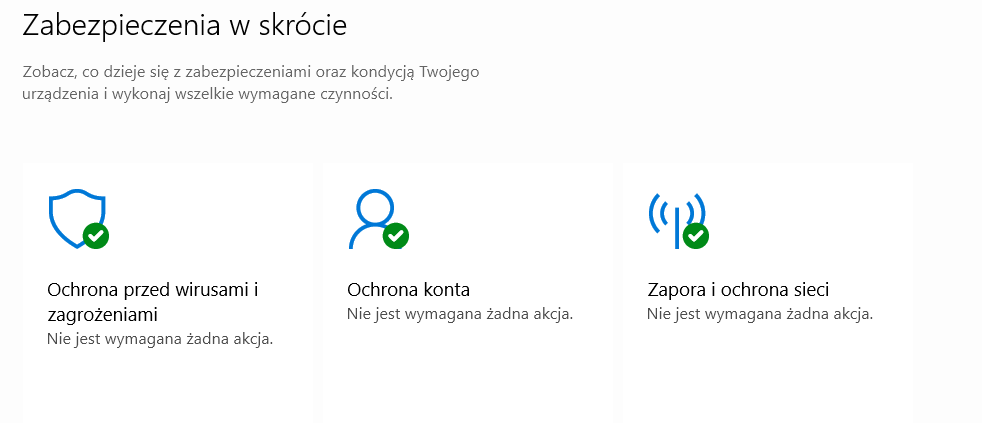 Zabezpieczenia w skrócie
Zobacz, co dzieje się z zabezpieczeniami oraz kondycją Twojego
urządzenia i wykonaj wszelkie wymagane czynności.
Ochrona przed wirusami i
zagrożeniami
Nie jest wymagana żadna akcja.
Ochrona konta
Nie jest wymagana żadna akcja.
Zapora i ochrona sieci
Nie jest wymagana żadna akcja.